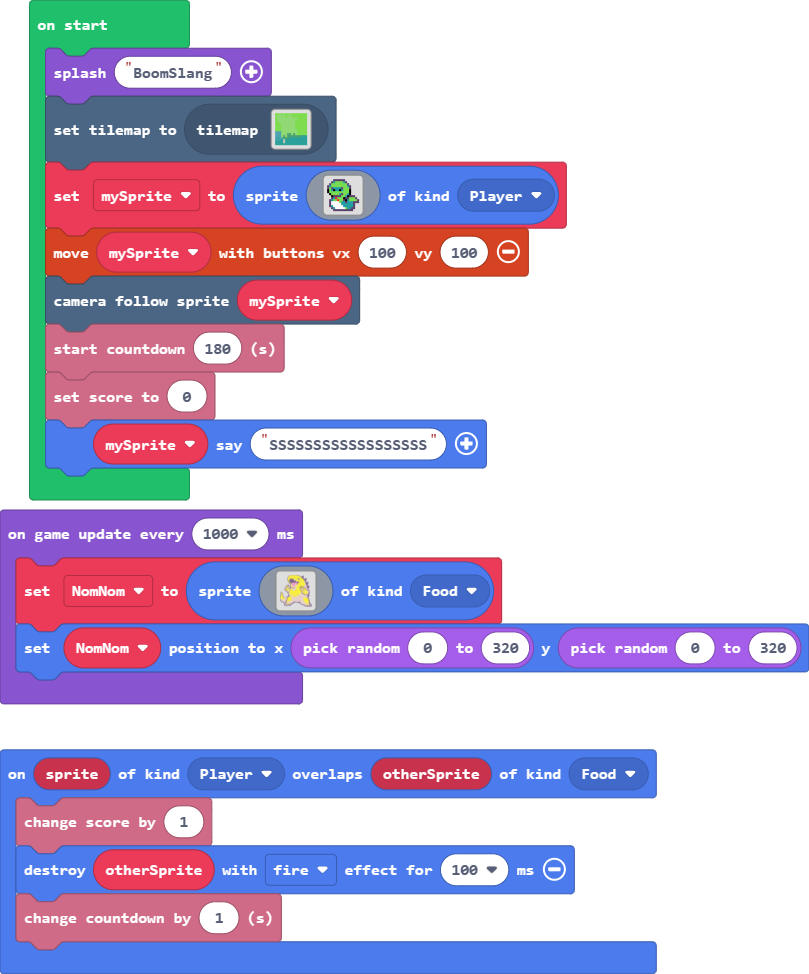 on start
splash "BoomSlang"
set tilemap to tilemap
set mySprite to sprite of kind Player
move mySprite with buttons vx 100 vy 100
camera follow sprite mySprite
start countdown 180 (s)
set score to 0
mySprite say "SSSSSSSSSSSSSSSSSS"
on game update every 1000 ms
set NomNom to sprite of kind Food
set NomNom position to x pick random 0 to 320 y pick random 0 to 320
on sprite of kind Player overlaps otherSprite of kind Food
change score by 1
destroy otherSprite with fire effect for 100 ms
change countdown by 1 (s)